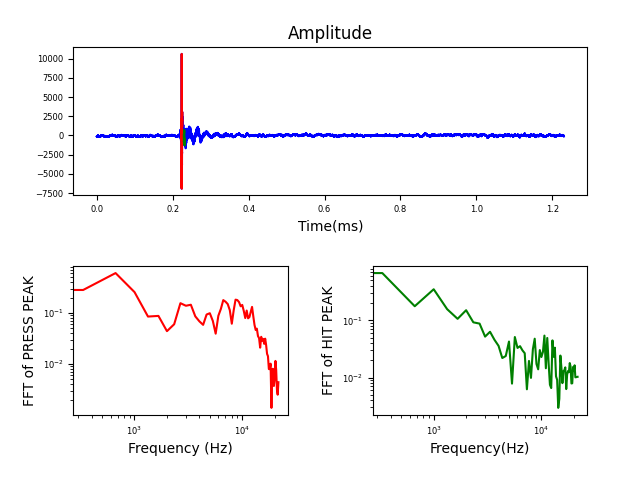 Amplitude
10000
7500
5000
2500
0
−2500
−5000
−7500
0.0 0.2 0.4 0.6 0.8 1.0 1.2
Time(ms)
FFT of PRESS PEAK
10⁻¹
10⁻²
10³ 10⁴
Frequency (Hz)
FFT of HIT PEAK
10⁻¹
10⁻²
10³ 10⁴
Frequency(Hz)